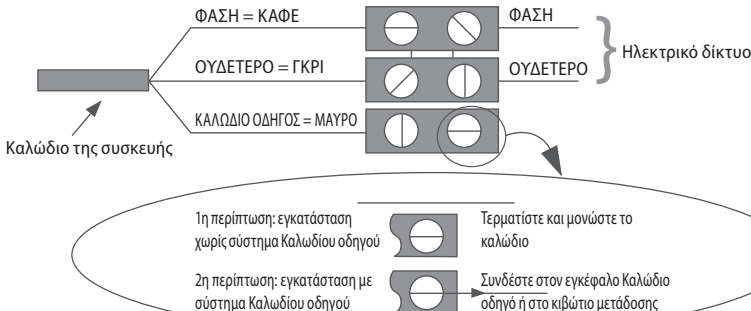 ΦΑΣΗ = ΚΑΦΕ
ΦΑΣΗ
ΟΥΔΕΤΕΡΟ = ΓΚΡΙ
ΟΥΔΕΤΕΡΟ
Ηλεκτρικό δίκτυο
ΚΑΛΩΔΙΟ ΟΔΗΓΟΣ = ΜΑΥΡΟ
Καλώδιο της συσκευής
1η περίπτωση: εγκατάσταση
χωρίς σύστημα Καλωδίου οδηγού
Τερματίστε και μονώστε το
καλώδιο
2η περίπτωση: εγκατάσταση με
σύστημα Καλωδίου οδηγού
Συνδέστε στον εγκέφαλο Καλώδιο
οδηγό ή στο κιβώτιο μετάδοσης